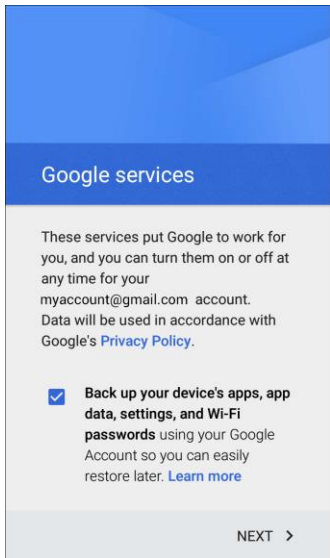 Google services
These services put Google to work for
you, and you can turn them on or off at
any time for your
myaccount@gmail.com account.
Data will be used in accordance with
Google's Privacy Policy.
Back up your device's apps, app
data, settings, and Wi-Fi
passwords using your Google
Account so you can easily
restore later. Learn more
NEXT